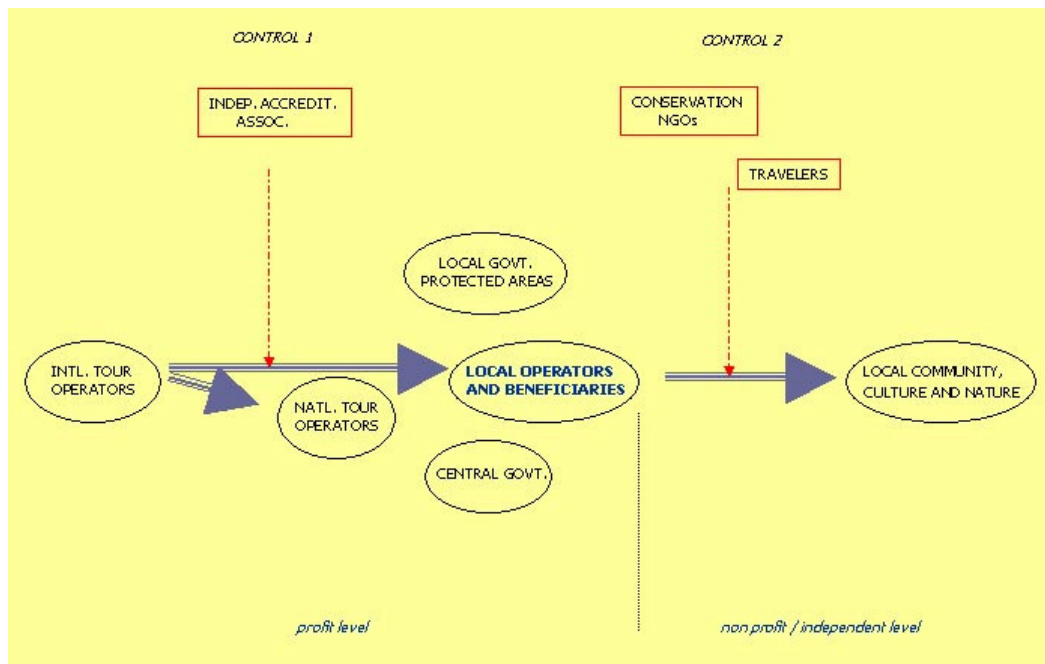 CONTROL 1
CONTROL 2
INDEP. ACCREDIT.
ASSOC.
CONSERVATION
NGOs
TRAVELERS
LOCAL GOVT.
PROTECTED AREAS
INTL. TOUR
OPERATORS
LOCAL OPERATORS
AND BENEFICIARIES
LOCAL COMMUNITY,
CULTURE AND NATURE
NATL. TOUR
OPERATORS
CENTRAL GOVT.
profit level
non profit / independent level